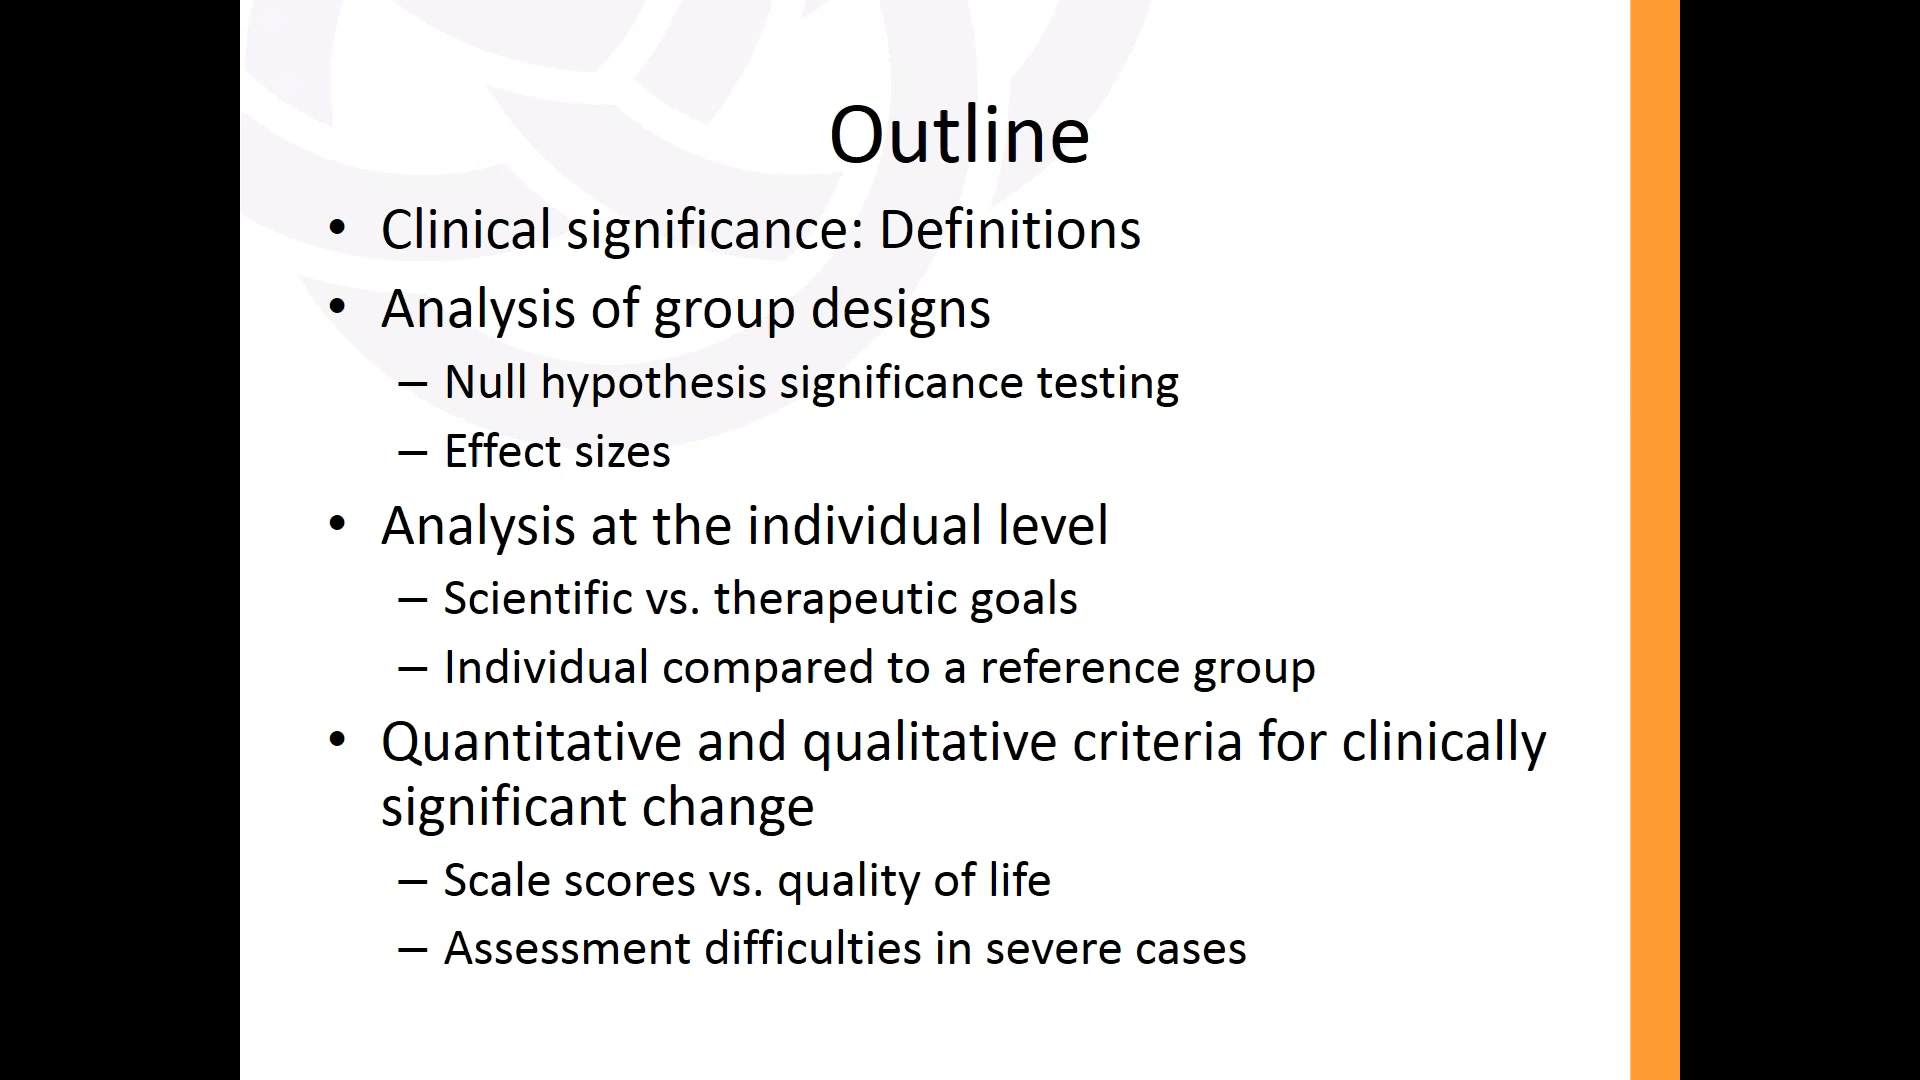 Outline
• Clinical significance: Definitions
• Analysis of group designs
– Null hypothesis significance testing
– Effect sizes
• Analysis at the individual level
– Scientific vs. therapeutic goals
– Individual compared to a reference group
• Quantitative and qualitative criteria for clinically
significant change
– Scale scores vs. quality of life
– Assessment difficulties in severe cases